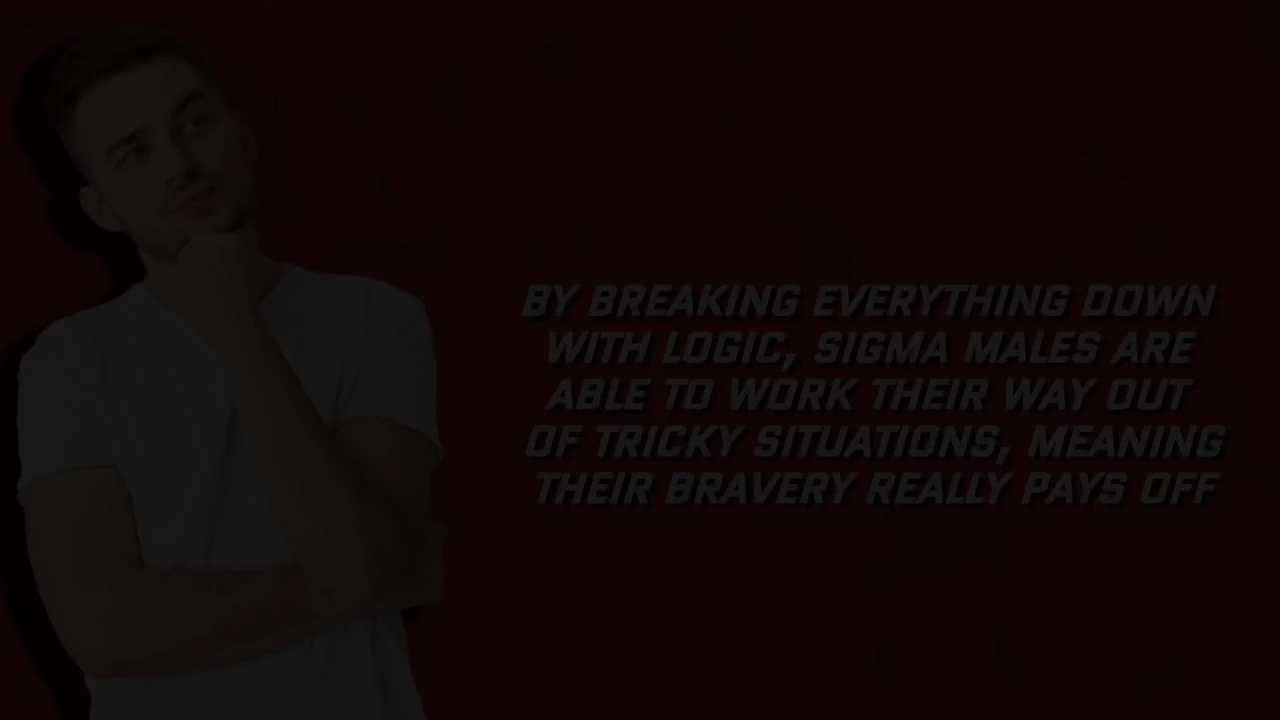 BY BREAKING EVERYTHING DOWN
WITH LOGIC, SIGMA MALES ARE
ABLE TO WORK THEIR WAY OUT
OF TRICKY SITUATIONS, MEANING
THEIR BRAVERY REALLY PAYS OFF